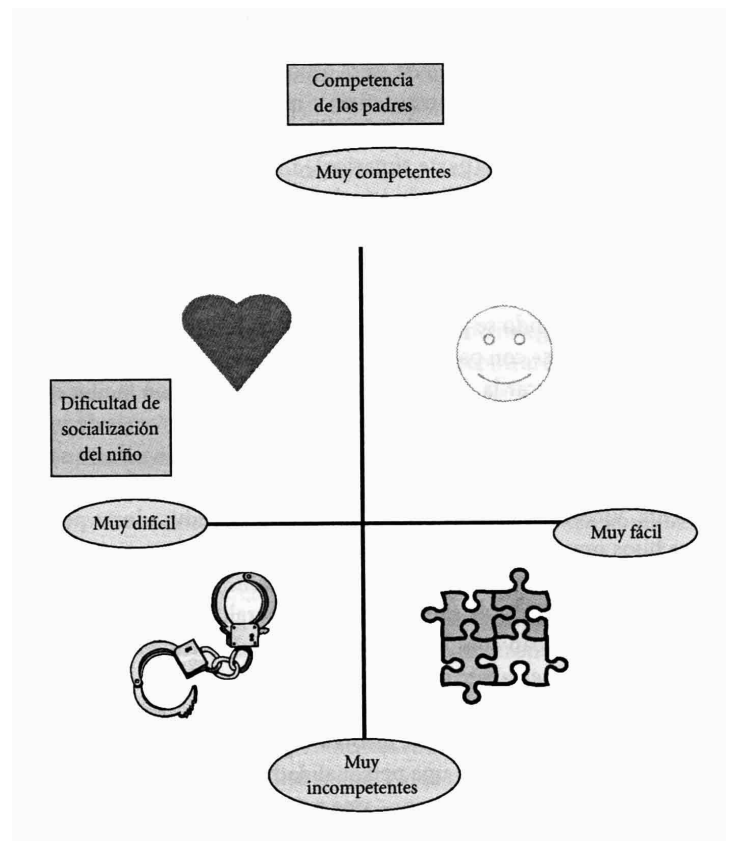 Competencia
de los padres
Muy competentes
Dificultad de
socialización
del niño
Muy difícil
Muy fácil
Muy
incompetentes